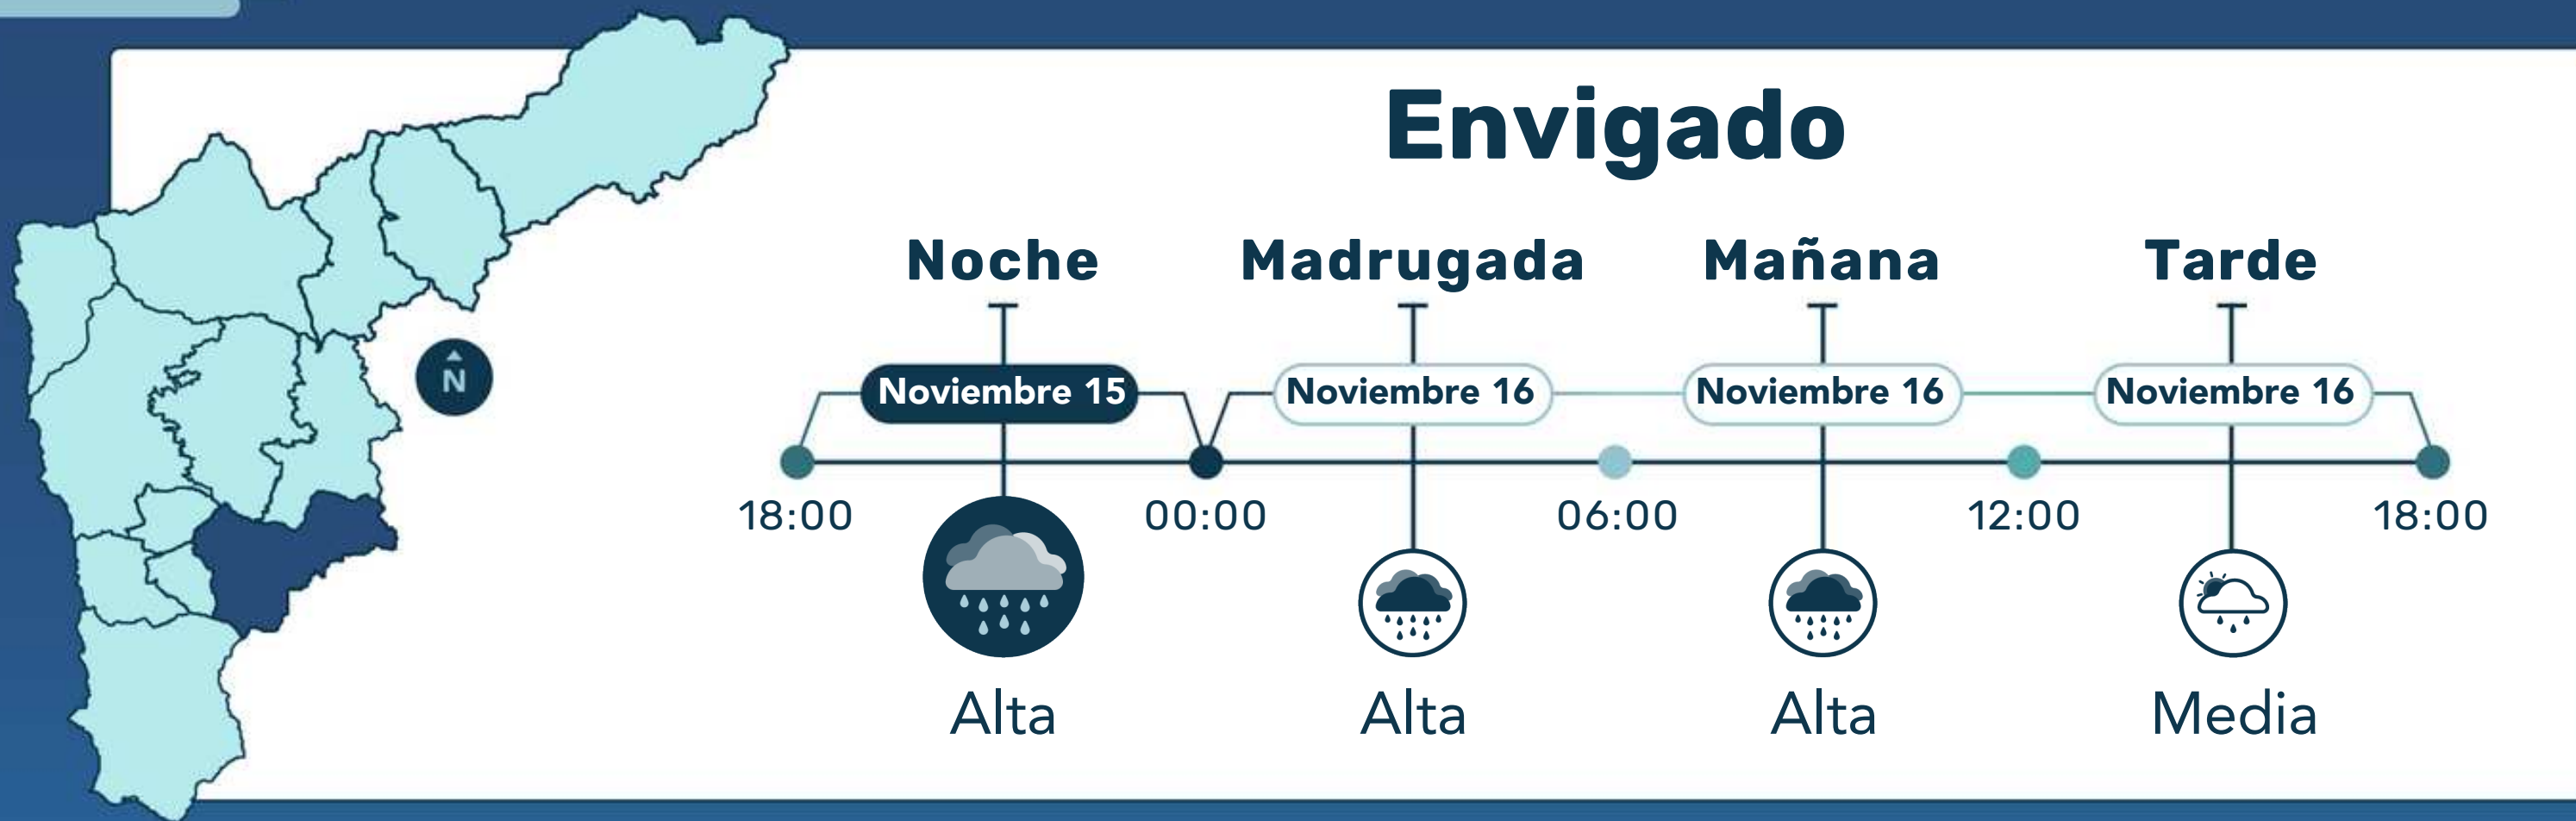 Envigado
Noche Madrugada Mañana Tarde
Noviembre 15 Noviembre 16 Noviembre 16 Noviembre 16
N
18:00 00:00 06:00 12:00 18:00
Alta Alta Alta Media